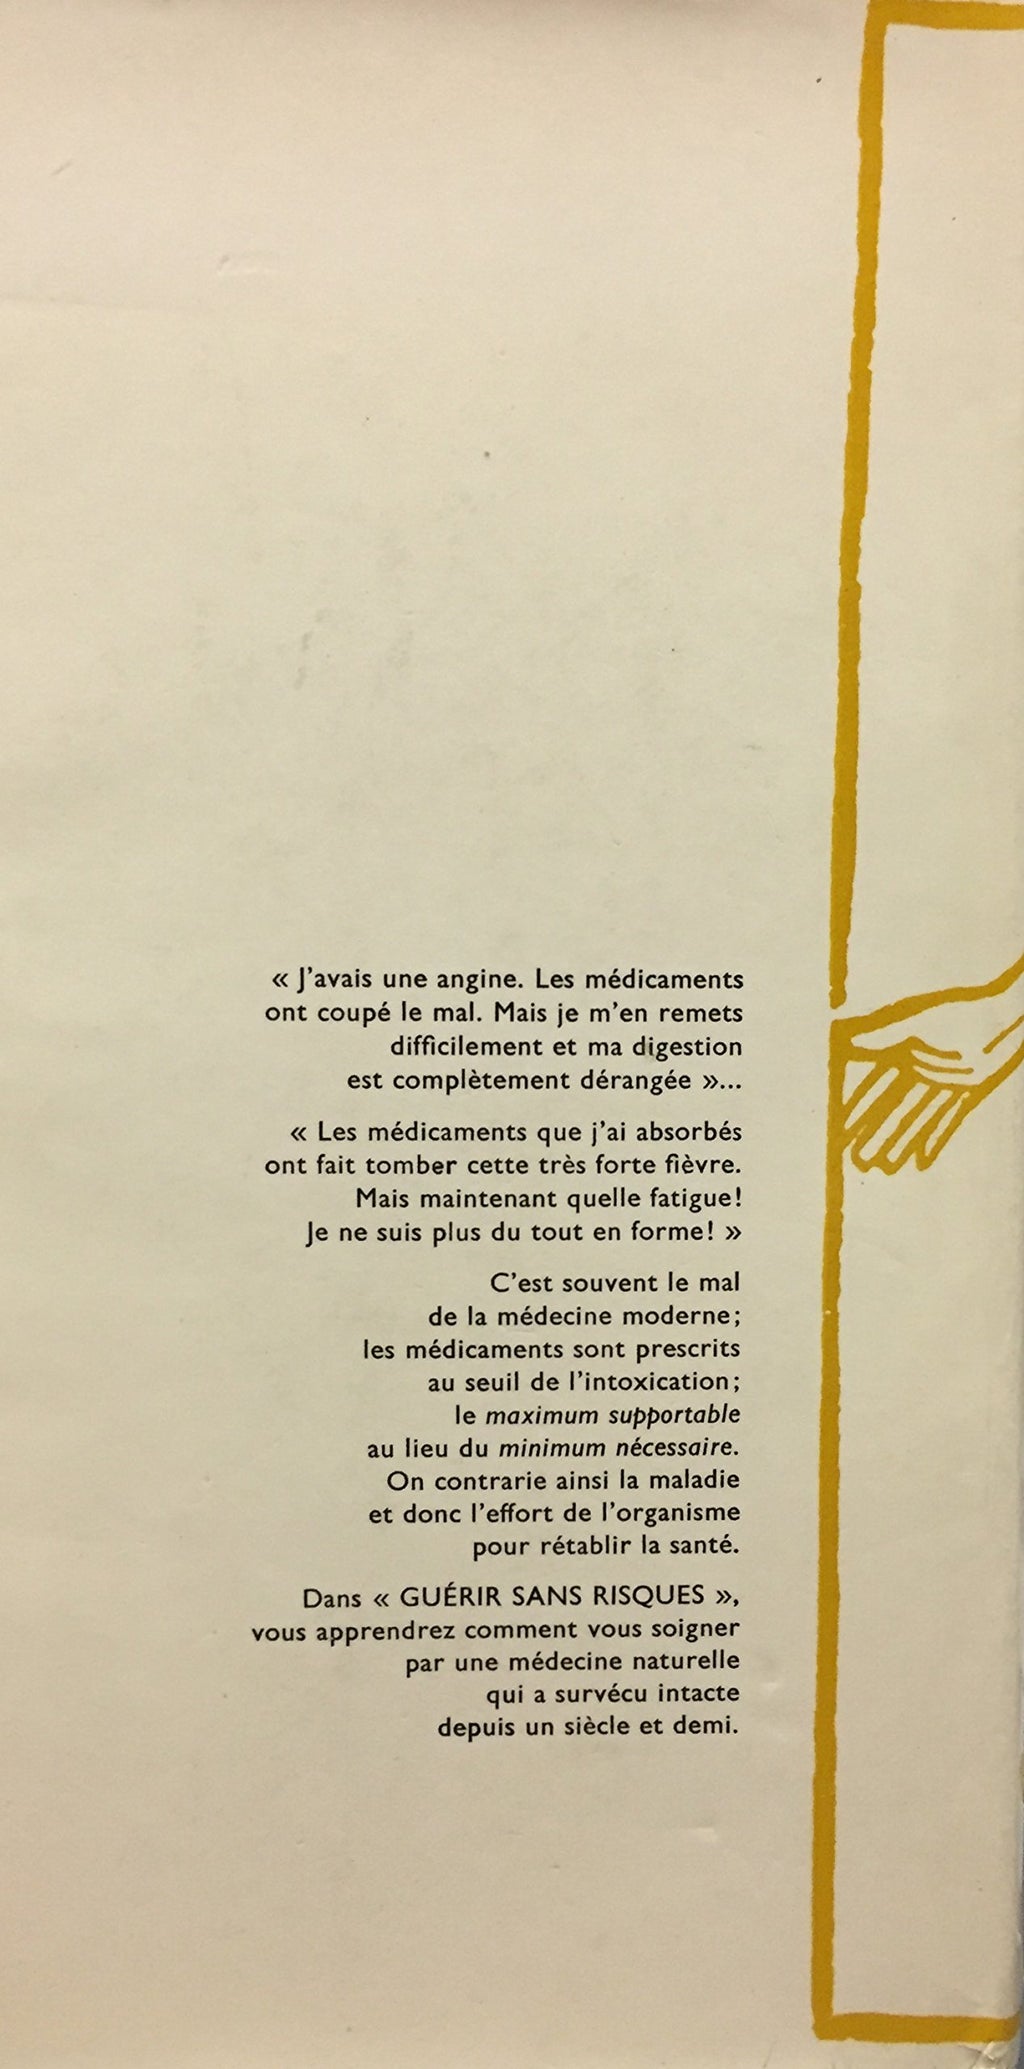 « J'avais une angine. Les médicaments
ont coupé le mal. Mais je m'en remets
difficilement et ma digestion
est complètement dérangée »...
« Les médicaments que j'ai absorbés
ont fait tomber cette très forte fièvre.
Mais maintenant quelle fatigue!
Je ne suis plus du tout en forme! »
C'est souvent le mal
de la médecine moderne;
les médicaments sont prescrits
au seuil de l'intoxication;
le maximum supportable
au lieu du minimum nécessaire.
On contrarie ainsi la maladie
et donc l'effort de l'organisme
pour rétablir la santé.
Dans « GUÉRIR SANS RISQUES »,
vous apprendrez comment vous soigner
par une médecine naturelle
qui a survécu intacte
depuis un siècle et demi.